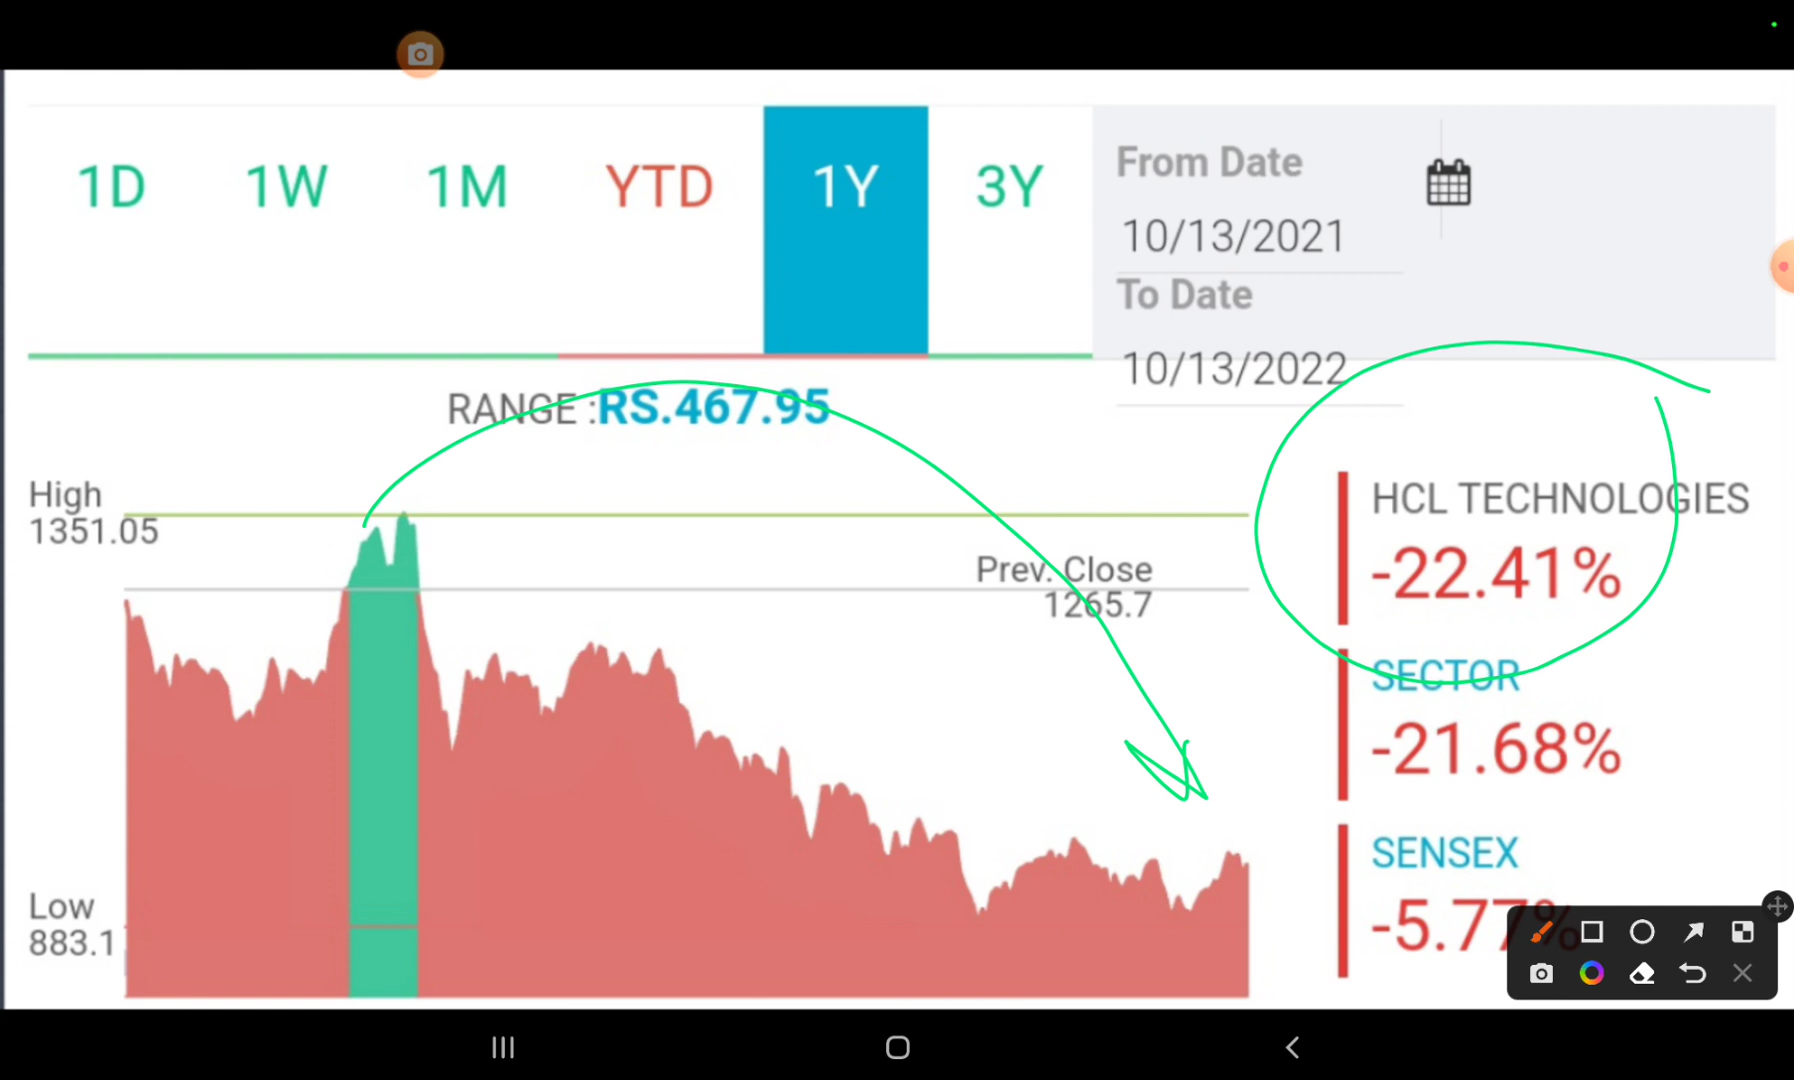 1D 1W 1M YTD 1Y 3Y
From Date
10/13/2021
To Date
10/13/2022
RANGE :RS.467.95
High
1351.05
Prev. Close
1265.7
Low
883.1
HCL TECHNOLOGIES
-22.41%
SECTOR
-21.68%
SENSEX
-5.77%